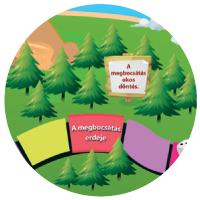 A
megbocsátás
okos
döntés.
A megbocsátás
erdeje